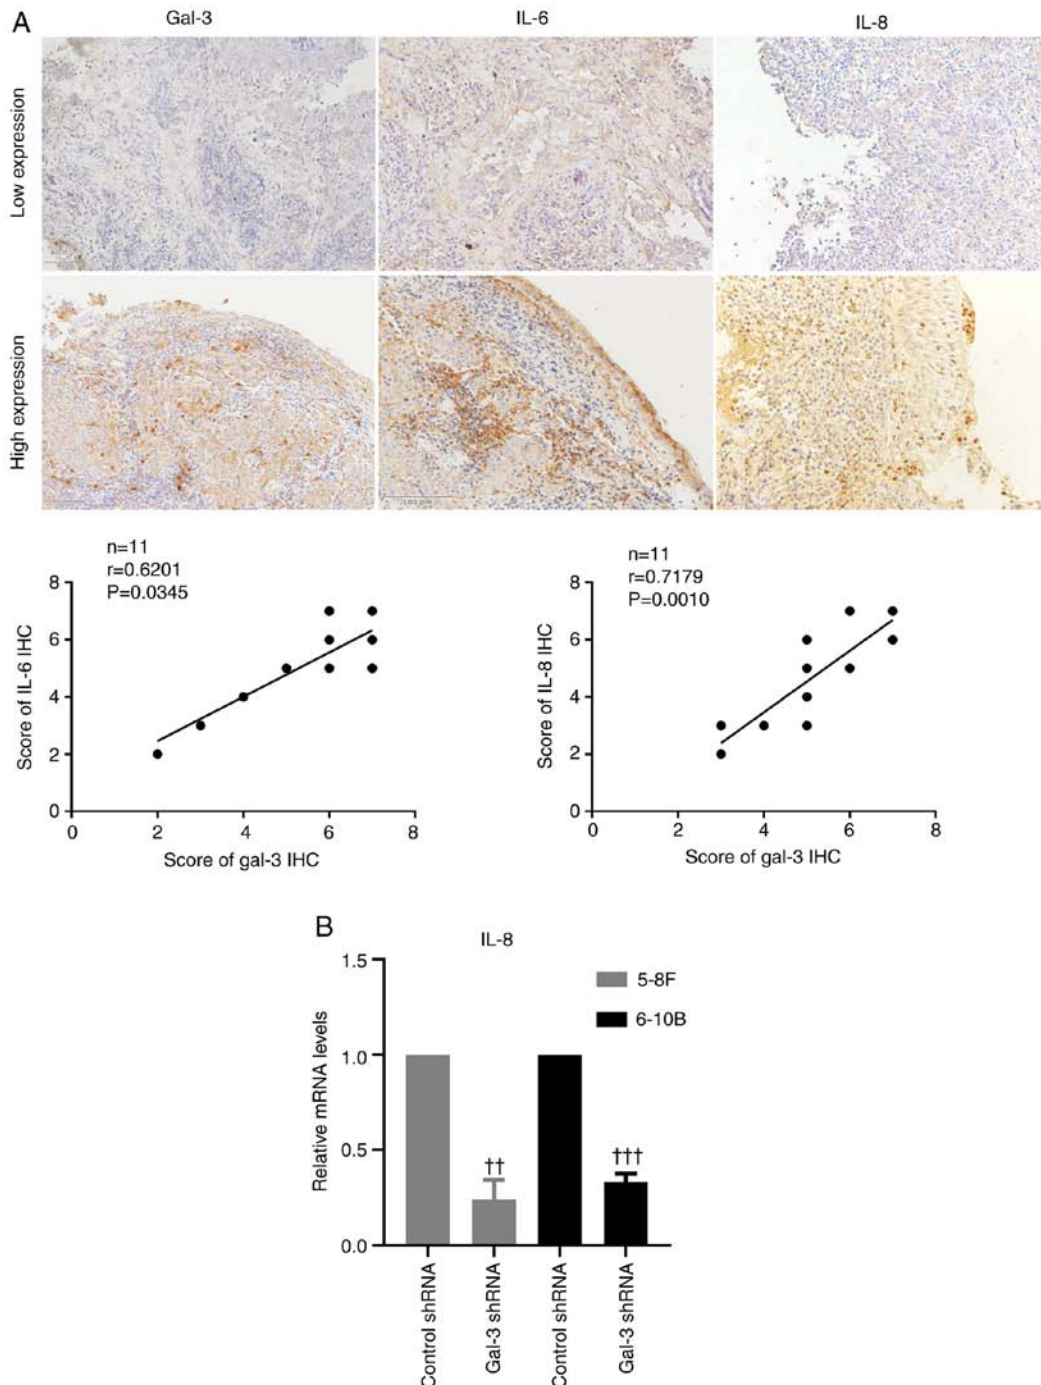 A
Gal-3
IL-6
IL-8
Low expression
High expression
n=11
r=0.6201
P=0.0345
8
6
4
2
0
Score of IL-6 IHC
0 2 4 6 8
Score of gal-3 IHC
n=11
r=0.7179
P=0.0010
8
6
4
2
0
Score of IL-8 IHC
0 2 4 6 8
Score of gal-3 IHC
B
IL-8
5-8F
6-10B
1.5
1.0
0.5
0.0
Relative mRNA levels
††
†††
Control shRNA
Gal-3 shRNA
Control shRNA
Gal-3 shRNA